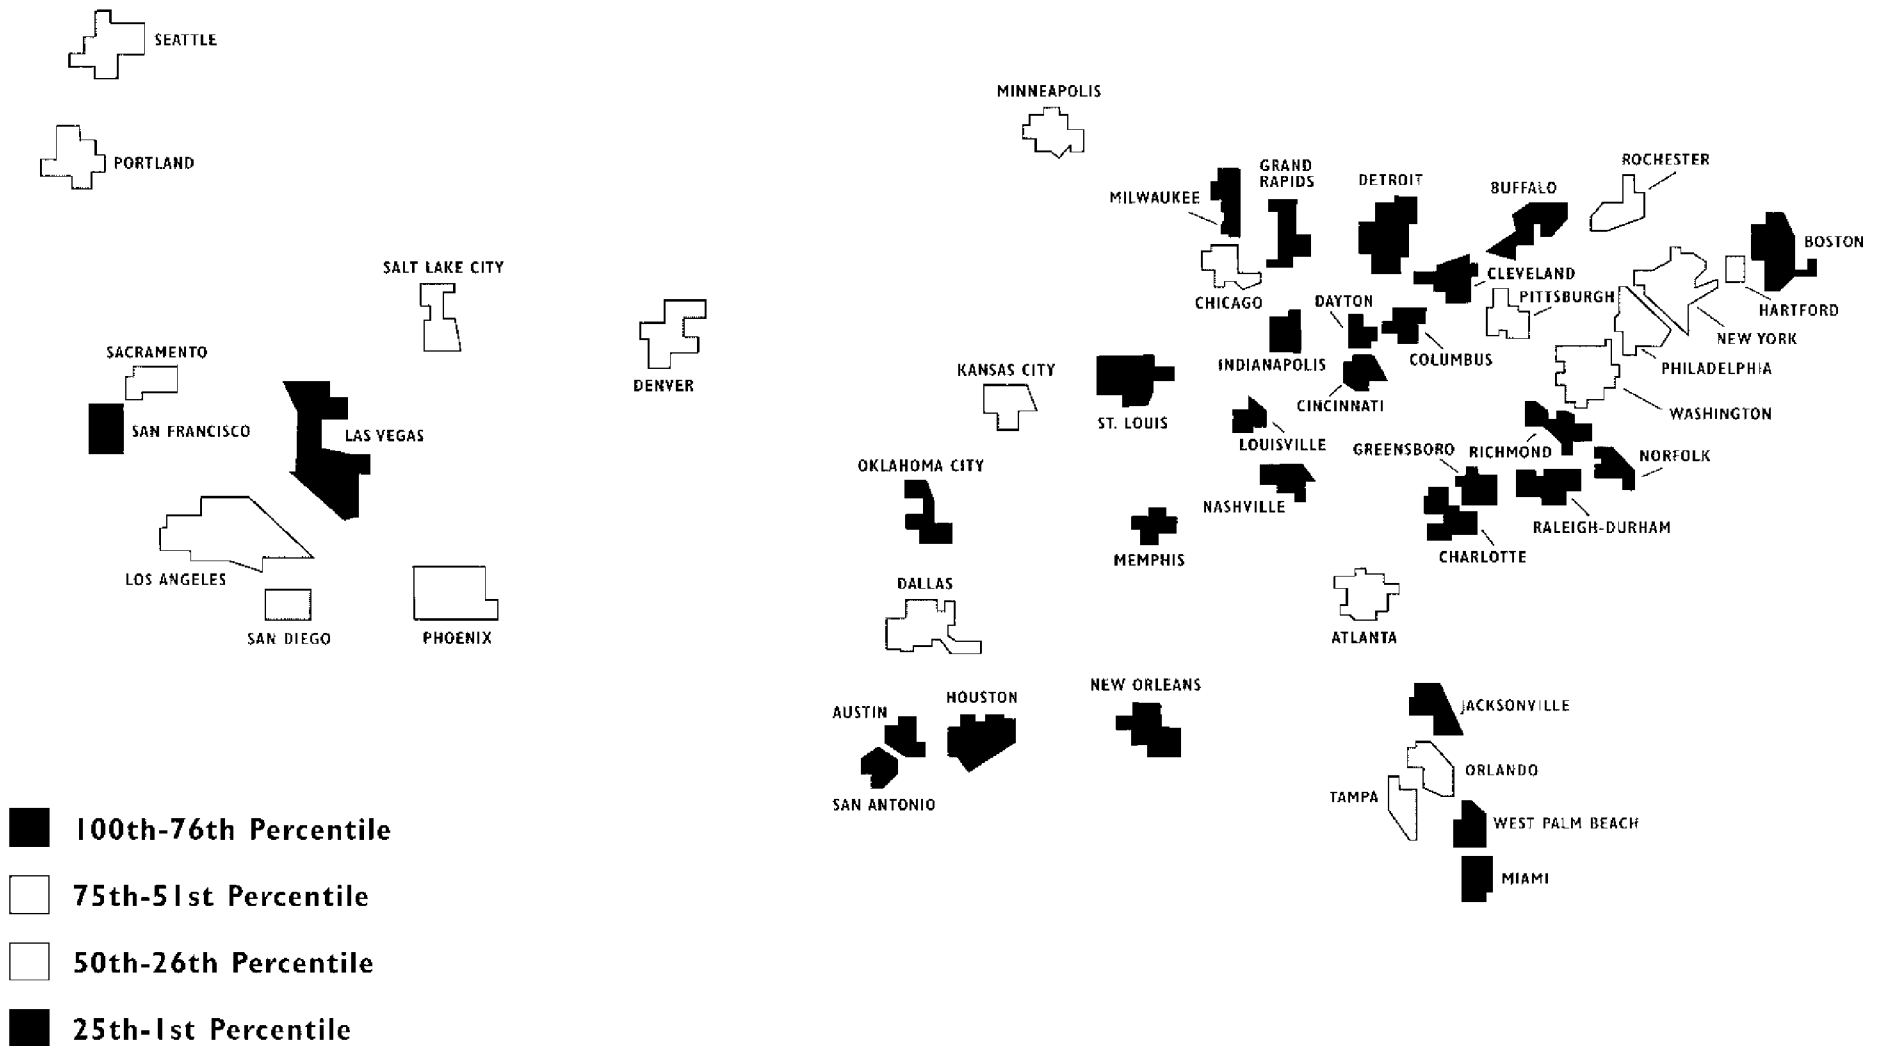 SEATTLE
MINNEAPOLIS
PORTLAND
ROCHESTER
GRAND
RAPIDS
DETROIT
BUFFALO
MILWAUKEE
BOSTON
SALT LAKE CITY
CLEVELAND
CHICAGO
DAYTON
PITTSBURGH
HARTFORD
NEW YORK
SACRAMENTO
COLUMBUS
INDIANAPOLIS
PHILADELPHIA
KANSAS CITY
DENVER
CINCINNATI
WASHINGTON
ST. LOUIS
SAN FRANCISCO
LAS VEGAS
LOUISVILLE
GREENSBORO
RICHMOND
NORFOLK
OKLAHOMA CITY
NASHVILLE
RALEIGH-DURHAM
MEMPHIS
CHARLOTTE
LOS ANGELES
DALLAS
SAN DIEGO
PHOENIX
ATLANTA
NEW ORLEANS
HOUSTON
AUSTIN
JACKSONVILLE
ORLANDO
TAMPA
SAN ANTONIO
WEST PALM BEACH
MIAMI
100th-76th Percentile
75th-51st Percentile
50th-26th Percentile
25th-1st Percentile